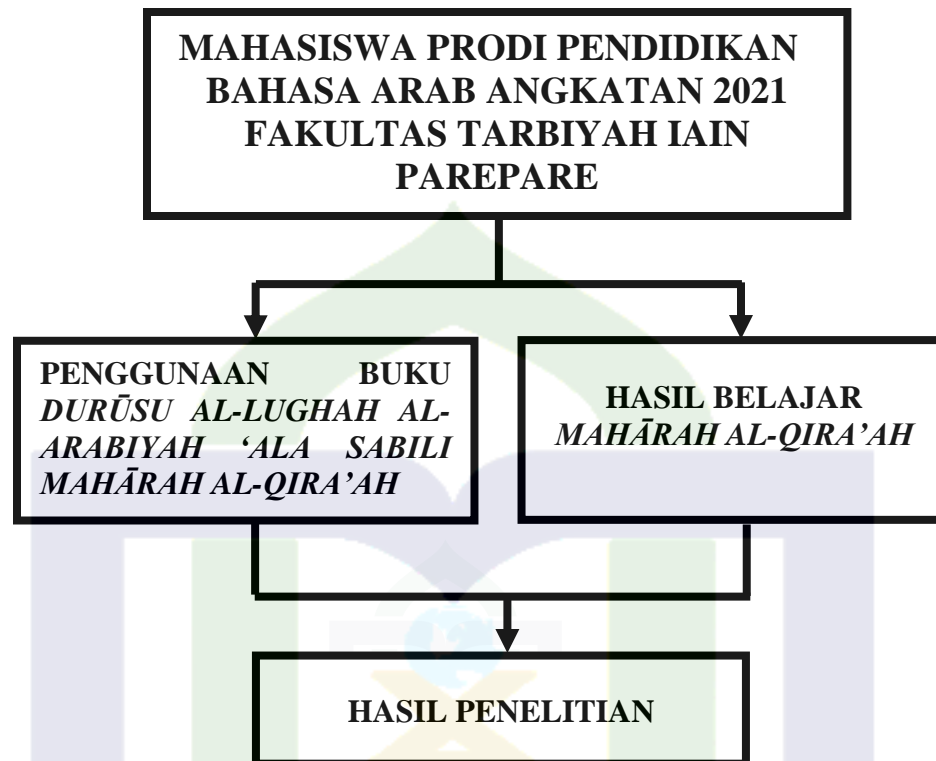 MAHASISWA PRODI PENDIDIKAN
BAHASA ARAB ANGKATAN 2021
FAKULTAS TARBIYAH IAIN
PAREPARE
PENGGUNAAN BUKU
DURŪSU AL-LUGHAH AL-
ARABIYAH ‘ALA SABILI
MAHĀRAH AL-QIRA’AH
HASIL BELAJAR
MAHĀRAH AL-QIRA’AH
HASIL PENELITIAN